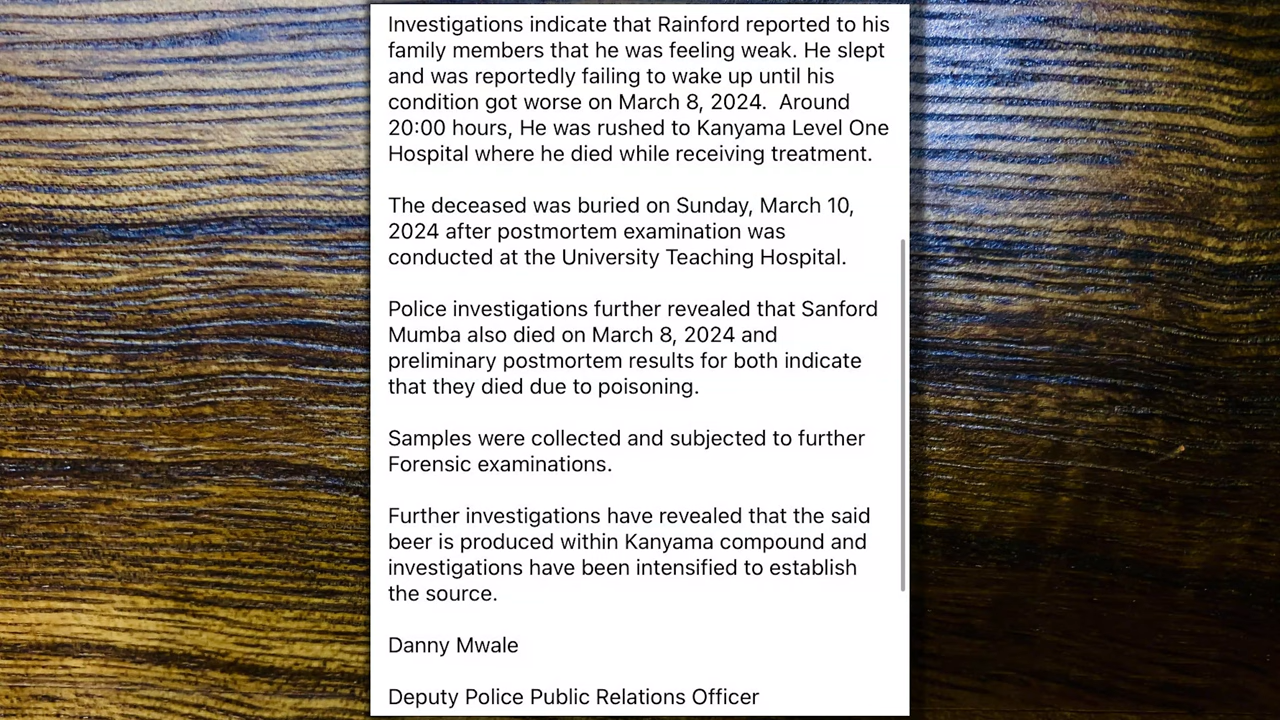 Investigations indicate that Rainford reported to his
family members that he was feeling weak. He slept
and was reportedly failing to wake up until his
condition got worse on March 8, 2024.  Around
20:00 hours, He was rushed to Kanyama Level One
Hospital where he died while receiving treatment.
The deceased was buried on Sunday, March 10,
2024 after postmortem examination was
conducted at the University Teaching Hospital.
Police investigations further revealed that Sanford
Mumba also died on March 8, 2024 and
preliminary postmortem results for both indicate
that they died due to poisoning.
Samples were collected and subjected to further
Forensic examinations.
Further investigations have revealed that the said
beer is produced within Kanyama compound and
investigations have been intensified to establish
the source.
Danny Mwale
Deputy Police Public Relations Officer